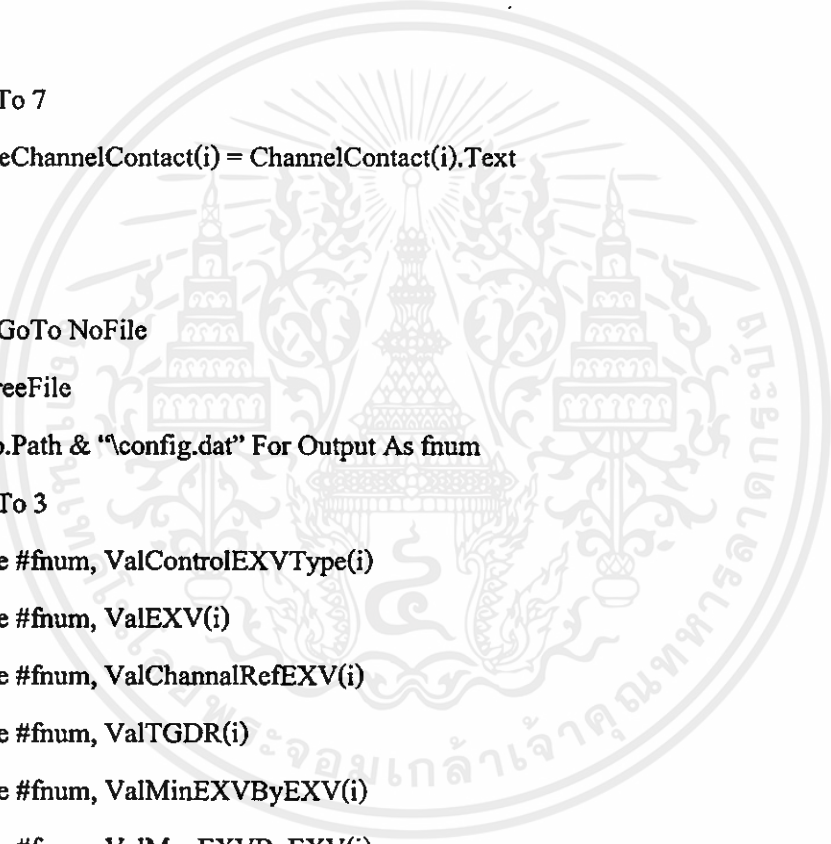 To 7
eChannelContact(i) = ChannelContact(i).Text
GoTo NoFile
reeFile
p.Path & “\config.dat” For Output As fnum
To 3
e #fnum, ValControlEXVType(i)
e #fnum, ValEXV(i)
e #fnum, ValChannalRefEXV(i)
e #fnum, ValTGDR(i)
e #fnum, ValMinEXVByEXV(i)